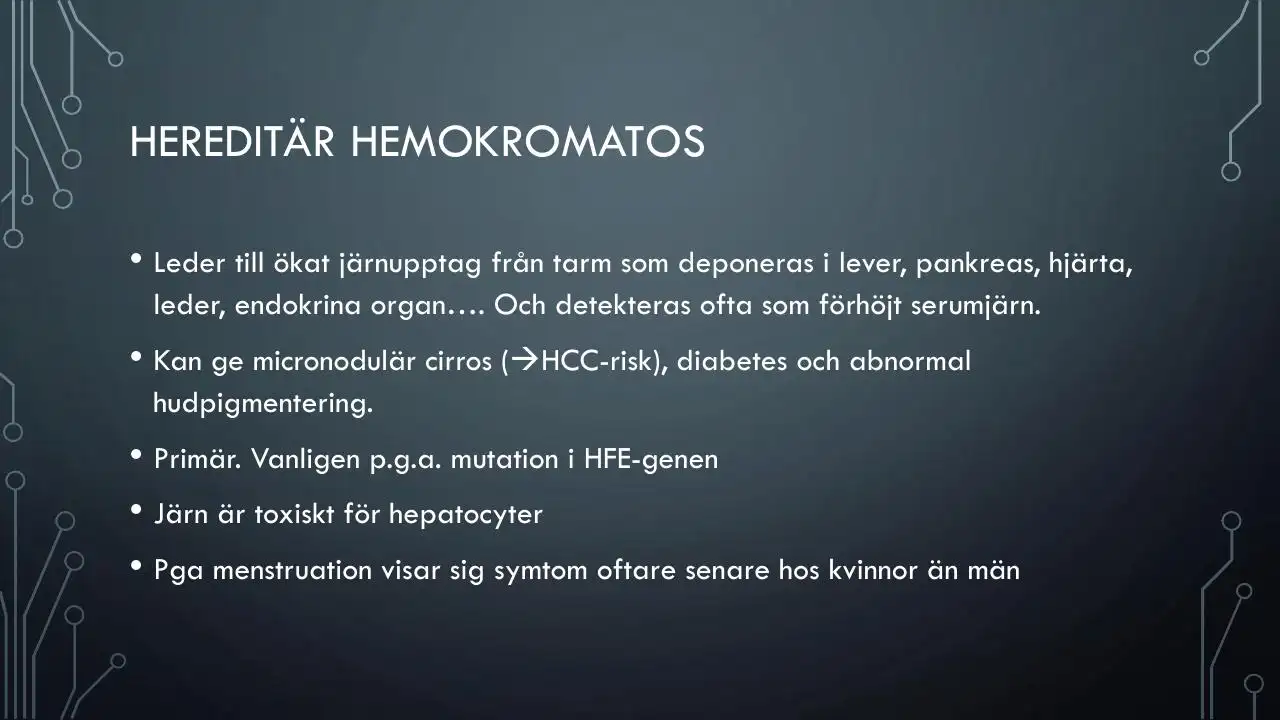 HEREDITÄR HEMOKROMATOS
• Leder till ökat järnupptag från tarm som deponeras i lever, pankreas, hjärta,
leder, endokrina organ…. Och detekteras ofta som förhöjt serumjärn.
• Kan ge micronodulär cirros (→HCC-risk), diabetes och abnormal
hudpigmentering.
• Primär. Vanligen p.g.a. mutation i HFE-genen
• Järn är toxiskt för hepatocyter
• Pga menstruation visar sig symtom oftare senare hos kvinnor än män